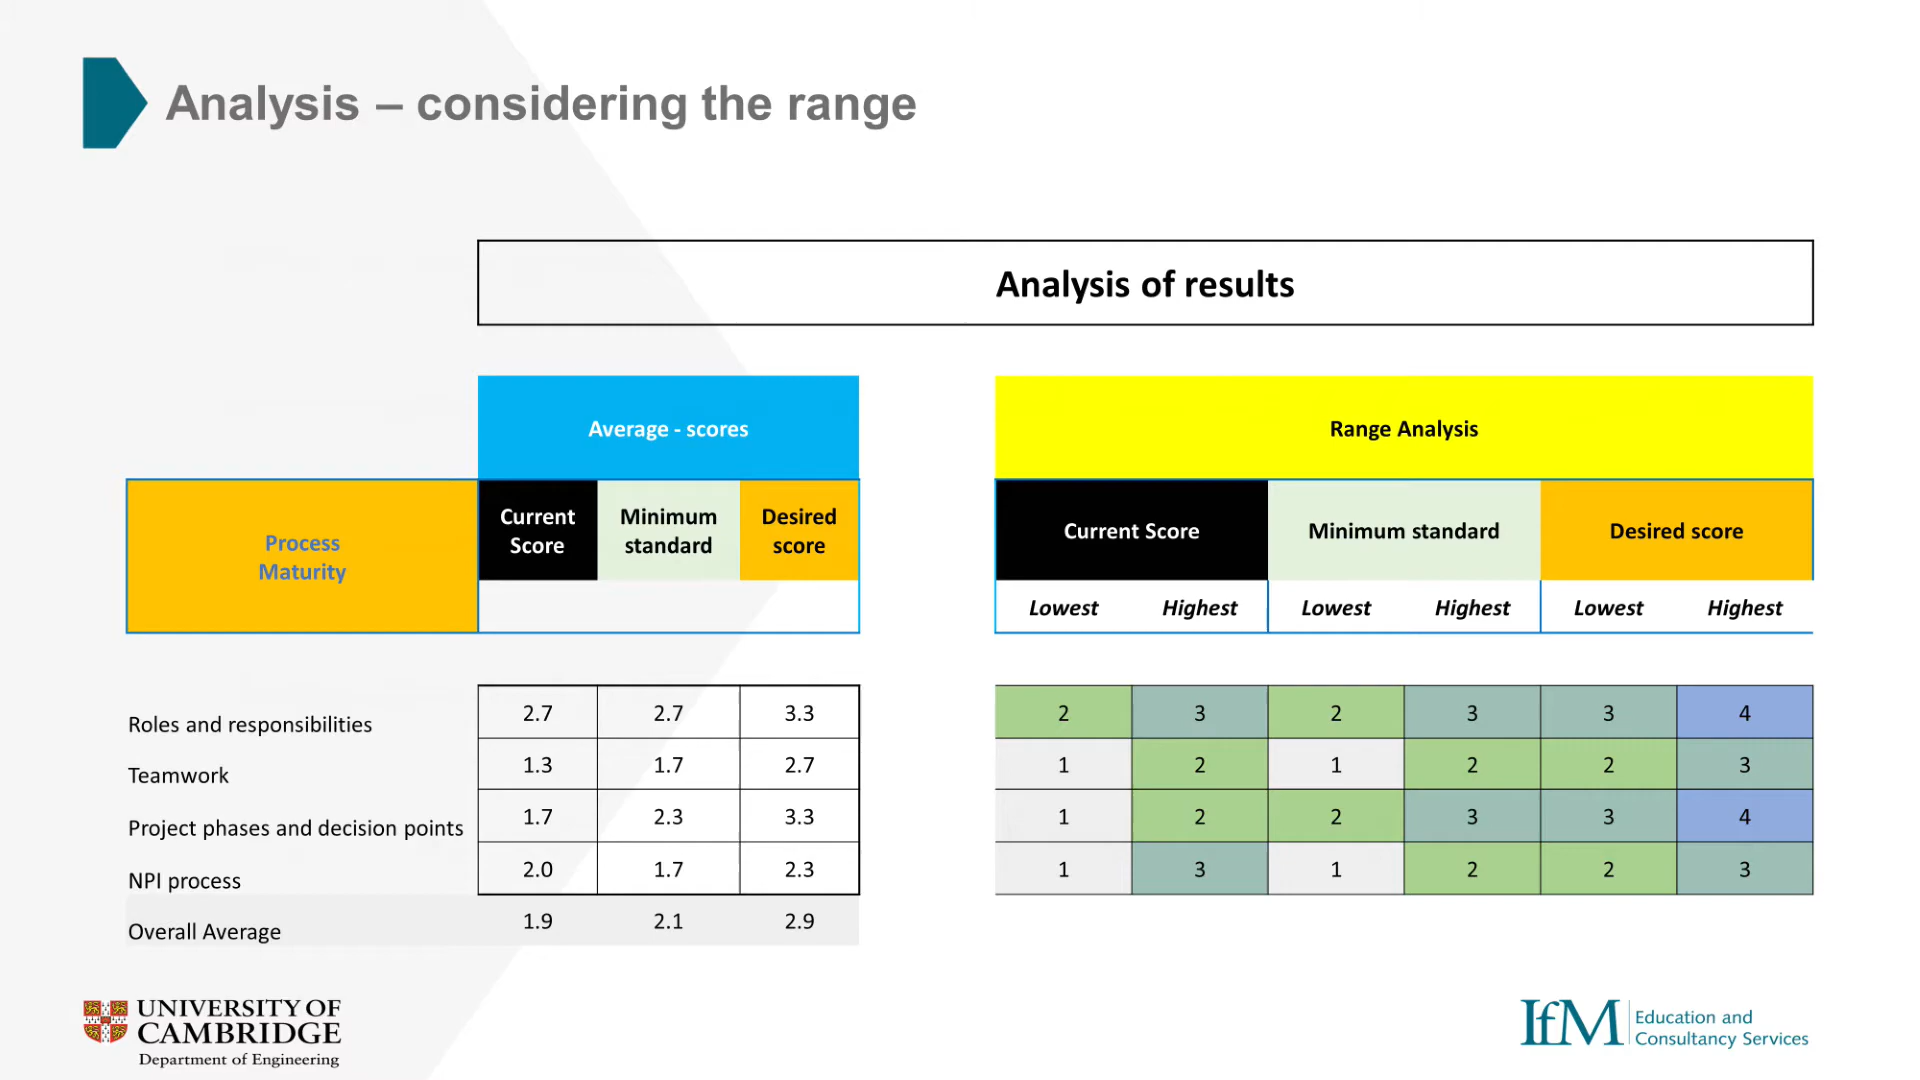 Analysis – considering the range
Analysis of results
Average - scores
Range Analysis
Process
Maturity
Current
Score
Minimum
standard
Desired
score
Current Score
Minimum standard
Desired score
Lowest Highest Lowest Highest Lowest Highest
Roles and responsibilities 2.7 2.7 3.3 2 3 2 3 3 4
Teamwork 1.3 1.7 2.7 1 2 1 2 2 3
Project phases and decision points 1.7 2.3 3.3 1 2 2 3 3 4
NPI process 2.0 1.7 2.3 1 3 1 2 2 3
Overall Average 1.9 2.1 2.9
UNIVERSITY OF
CAMBRIDGE
Department of Engineering
IfM Education and
Consultancy Services